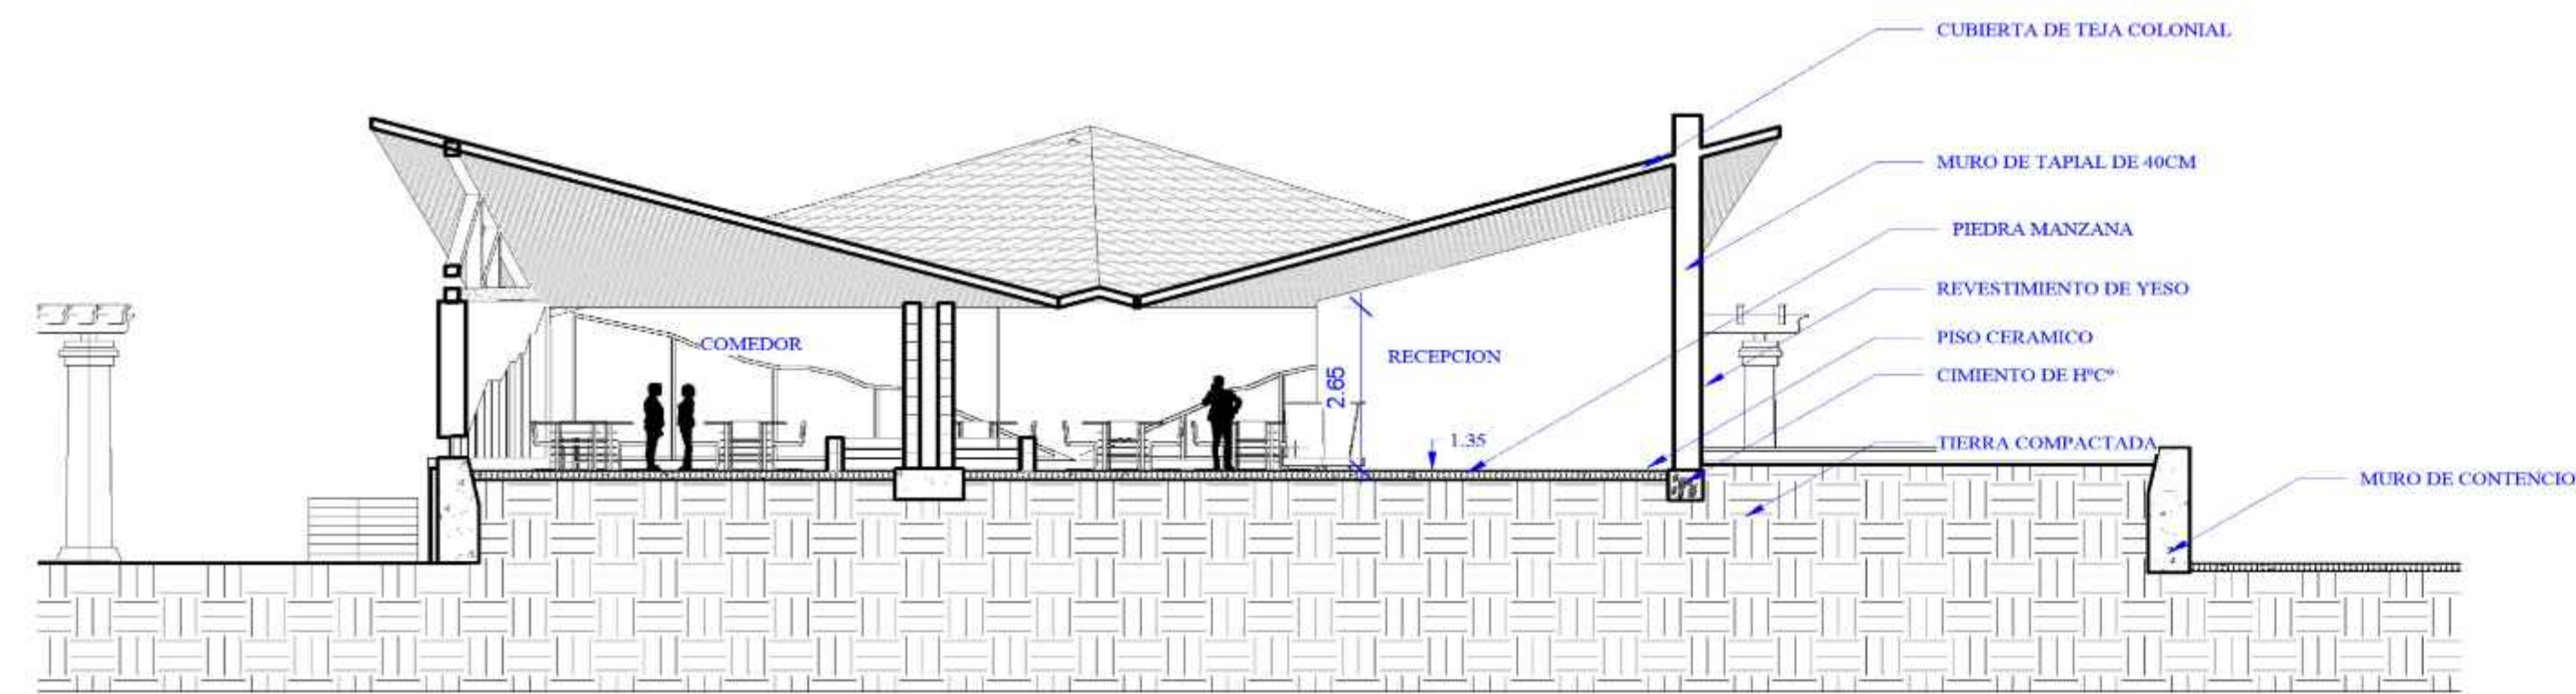 CUBIERTA DE TEJA COLONIAL
MURO DE TAPIAL DE 40CM
PIEDRA MANZANA
REVESTIMIENTO DE YESO
COMEDOR
PISO CERAMICO
RECEPCION
2.65
CIMIENTO DE HºCº
1.35
TIERRA COMPACTADA
MURO DE CONTENCIO